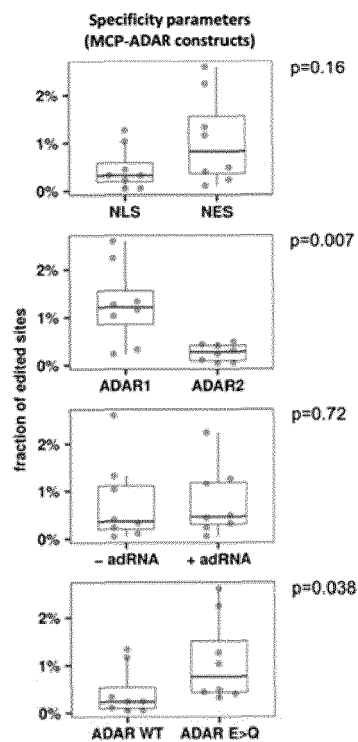 Specificity parameters
(MCP-ADAR constructs)
fraction of edited sites
p=0.16
2%
1%
0%
NLS NES
p=0.007
2%
1%
0%
ADAR1 ADAR2
p=0.72
2%
1%
0%
– adRNA + adRNA
p=0.038
2%
1%
0%
ADAR WT ADAR E>Q